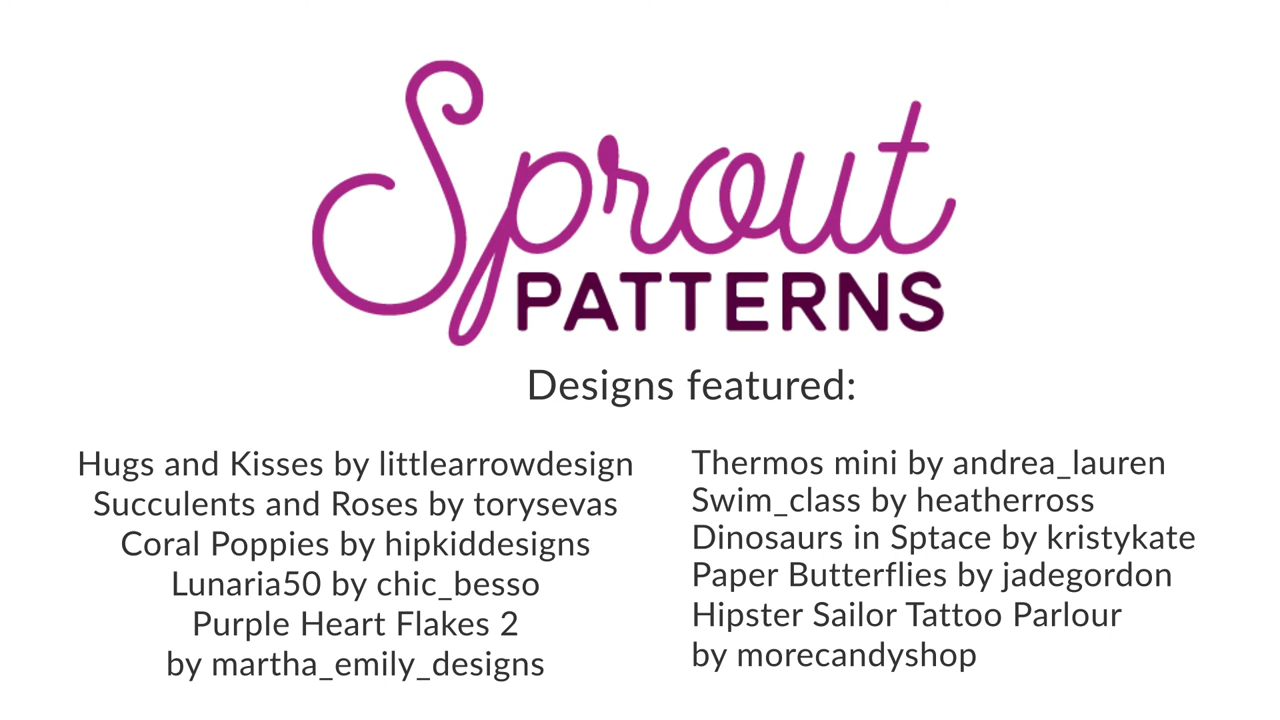 Sprout
PATTERNS
Designs featured:
Hugs and Kisses by littlearrowdesign
Succulents and Roses by torysevas
Coral Poppies by hipkiddesigns
Lunaria50 by chic_besso
Purple Heart Flakes 2
by martha_emily_designs
Thermos mini by andrea_lauren
Swim_class by heatherross
Dinosaurs in Sptace by kristykate
Paper Butterflies by jadegordon
Hipster Sailor Tattoo Parlour
by morecandyshop